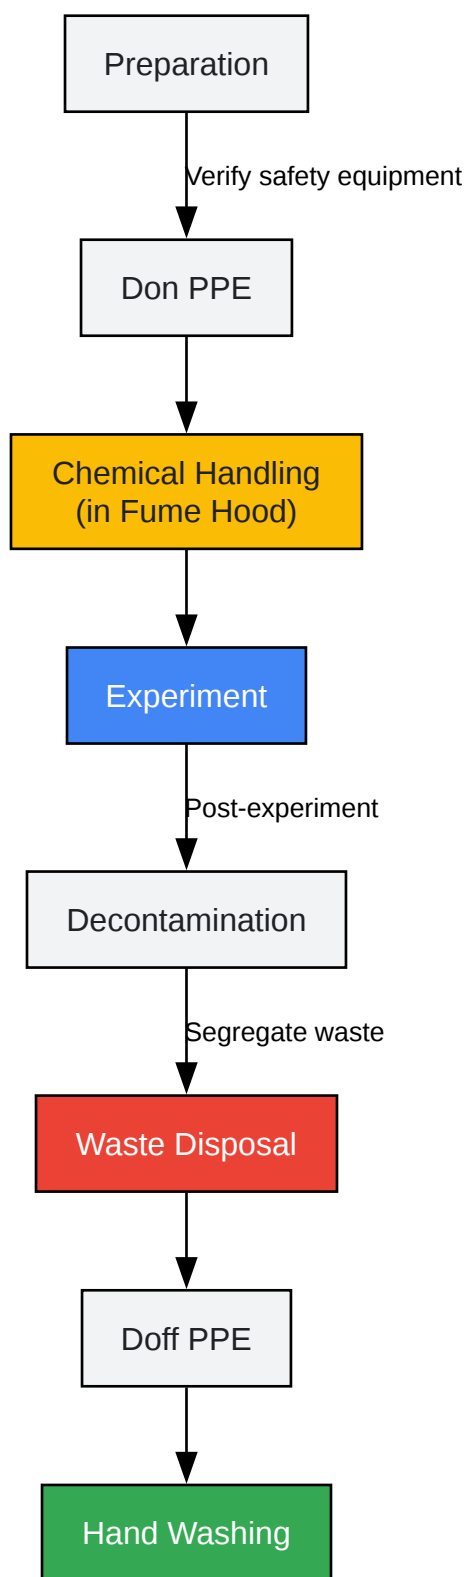 Preparation
Verify safety equipment
Don PPE
Chemical Handling
(in Fume Hood)
Experiment
Post-experiment
Decontamination
Segregate waste
Waste Disposal
Doff PPE
Hand Washing